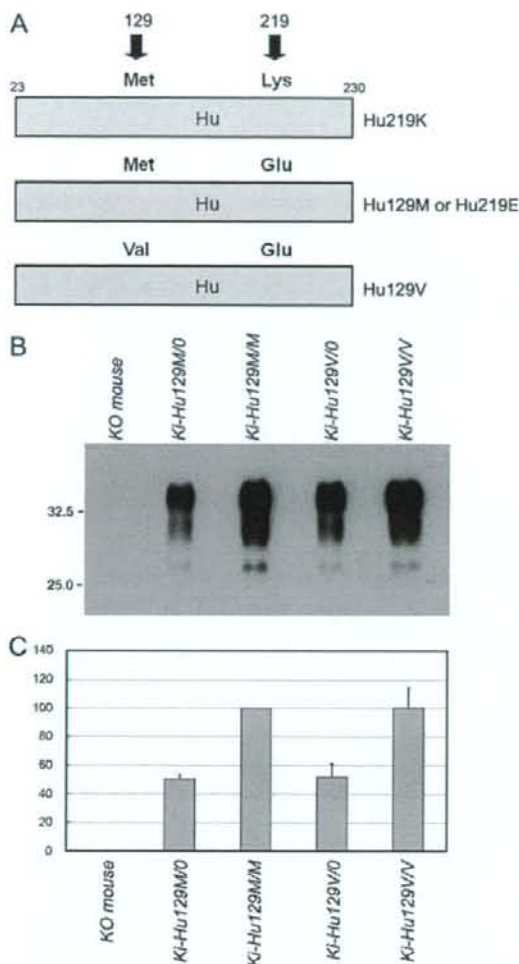 A
129 219
Met Lys
23 230
Hu Hu219K
Met Glu
Hu Hu129M or Hu219E
Val Glu
Hu Hu129V
B
KO mouse
Ki-Hu129M/0
Ki-Hu129M/M
Ki-Hu129V/0
Ki-Hu129V/V
32.5
25.0
C
140
120
100
80
60
40
20
0
KO mouse
Ki-Hu129M/0
Ki-Hu129M/M
Ki-Hu129V/0
Ki-Hu129V/V